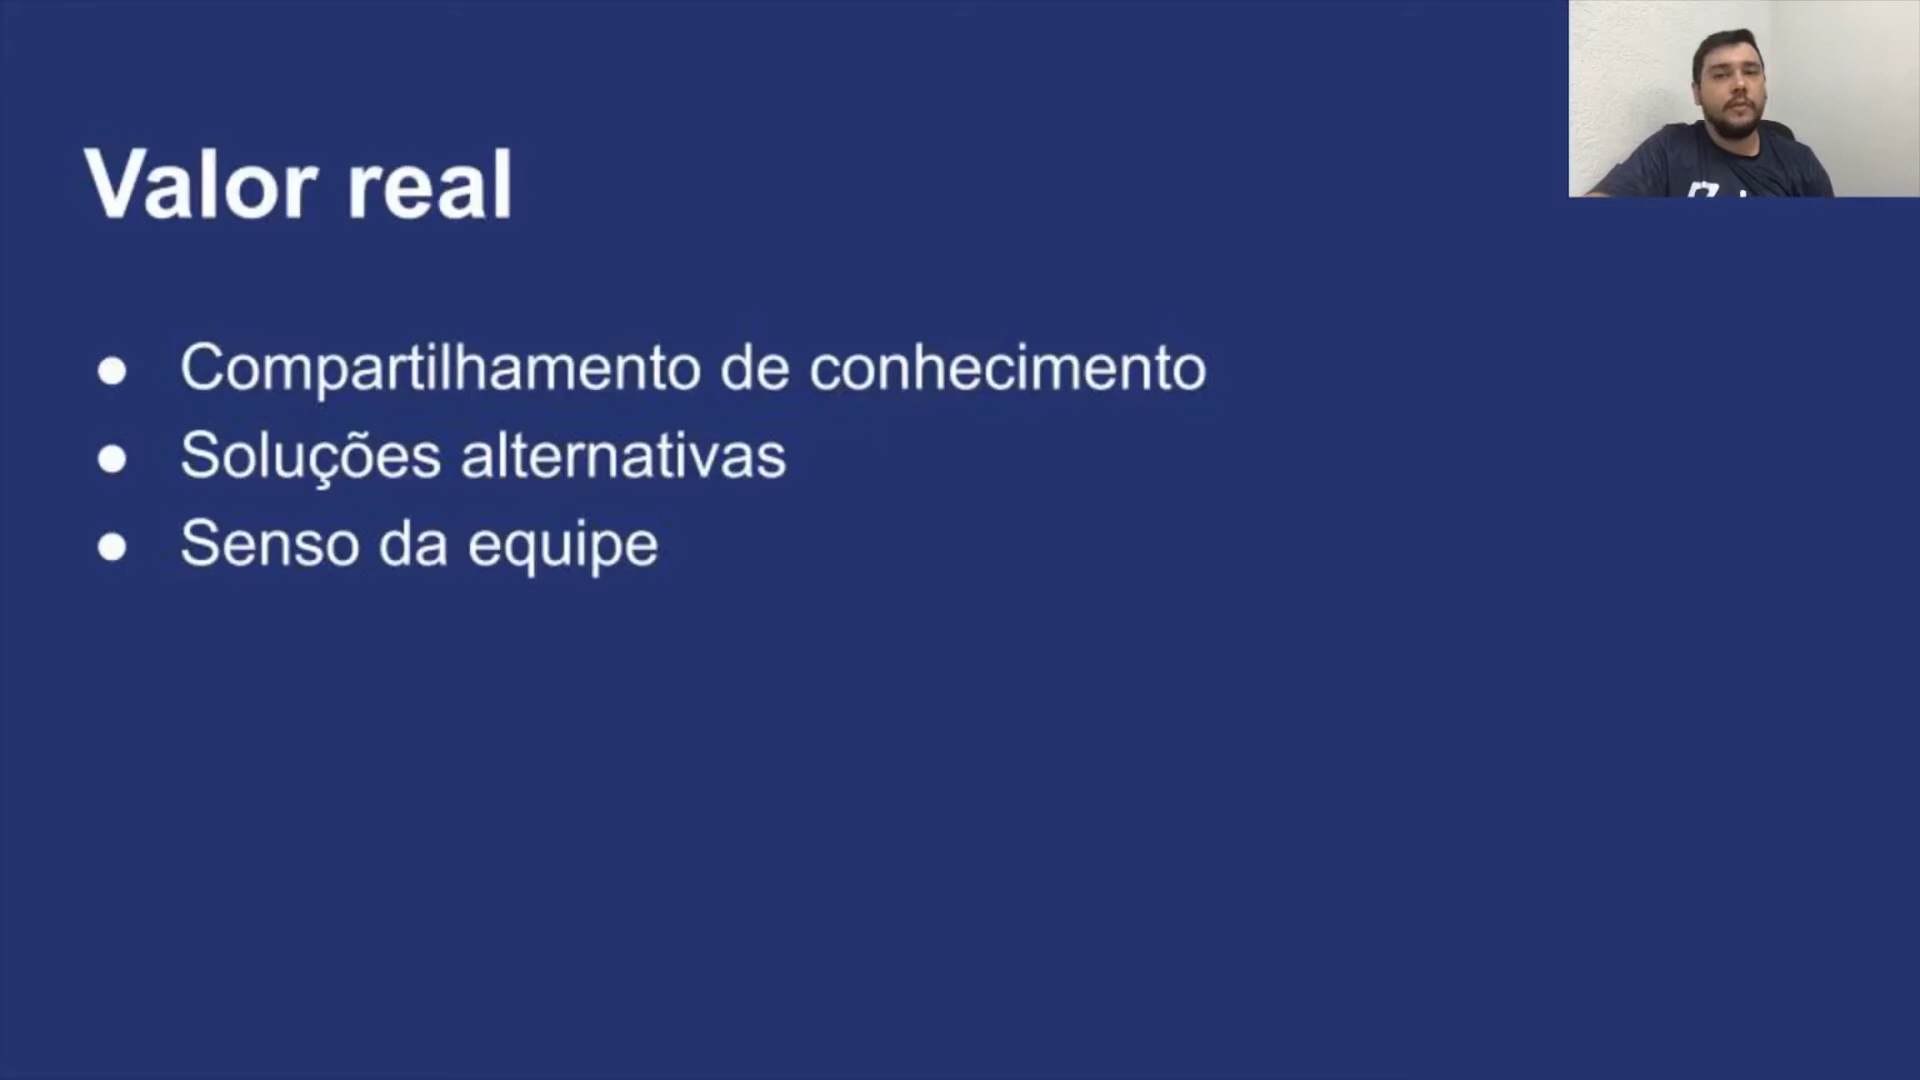 Valor real
● Compartilhamento de conhecimento
● Soluções alternativas
● Senso da equipe